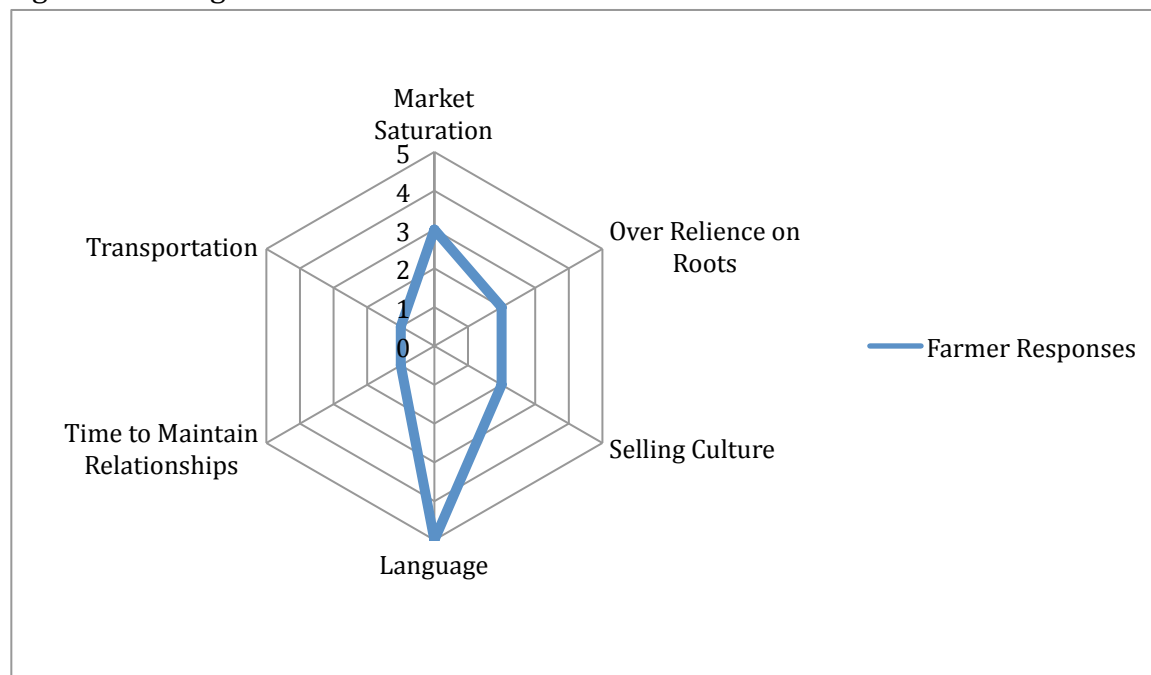 Market
Saturation
5
4
3
2
1
0
Over Relience on
Roots
Selling Culture
Language
Time to Maintain
Relationships
Transportation
Farmer Responses